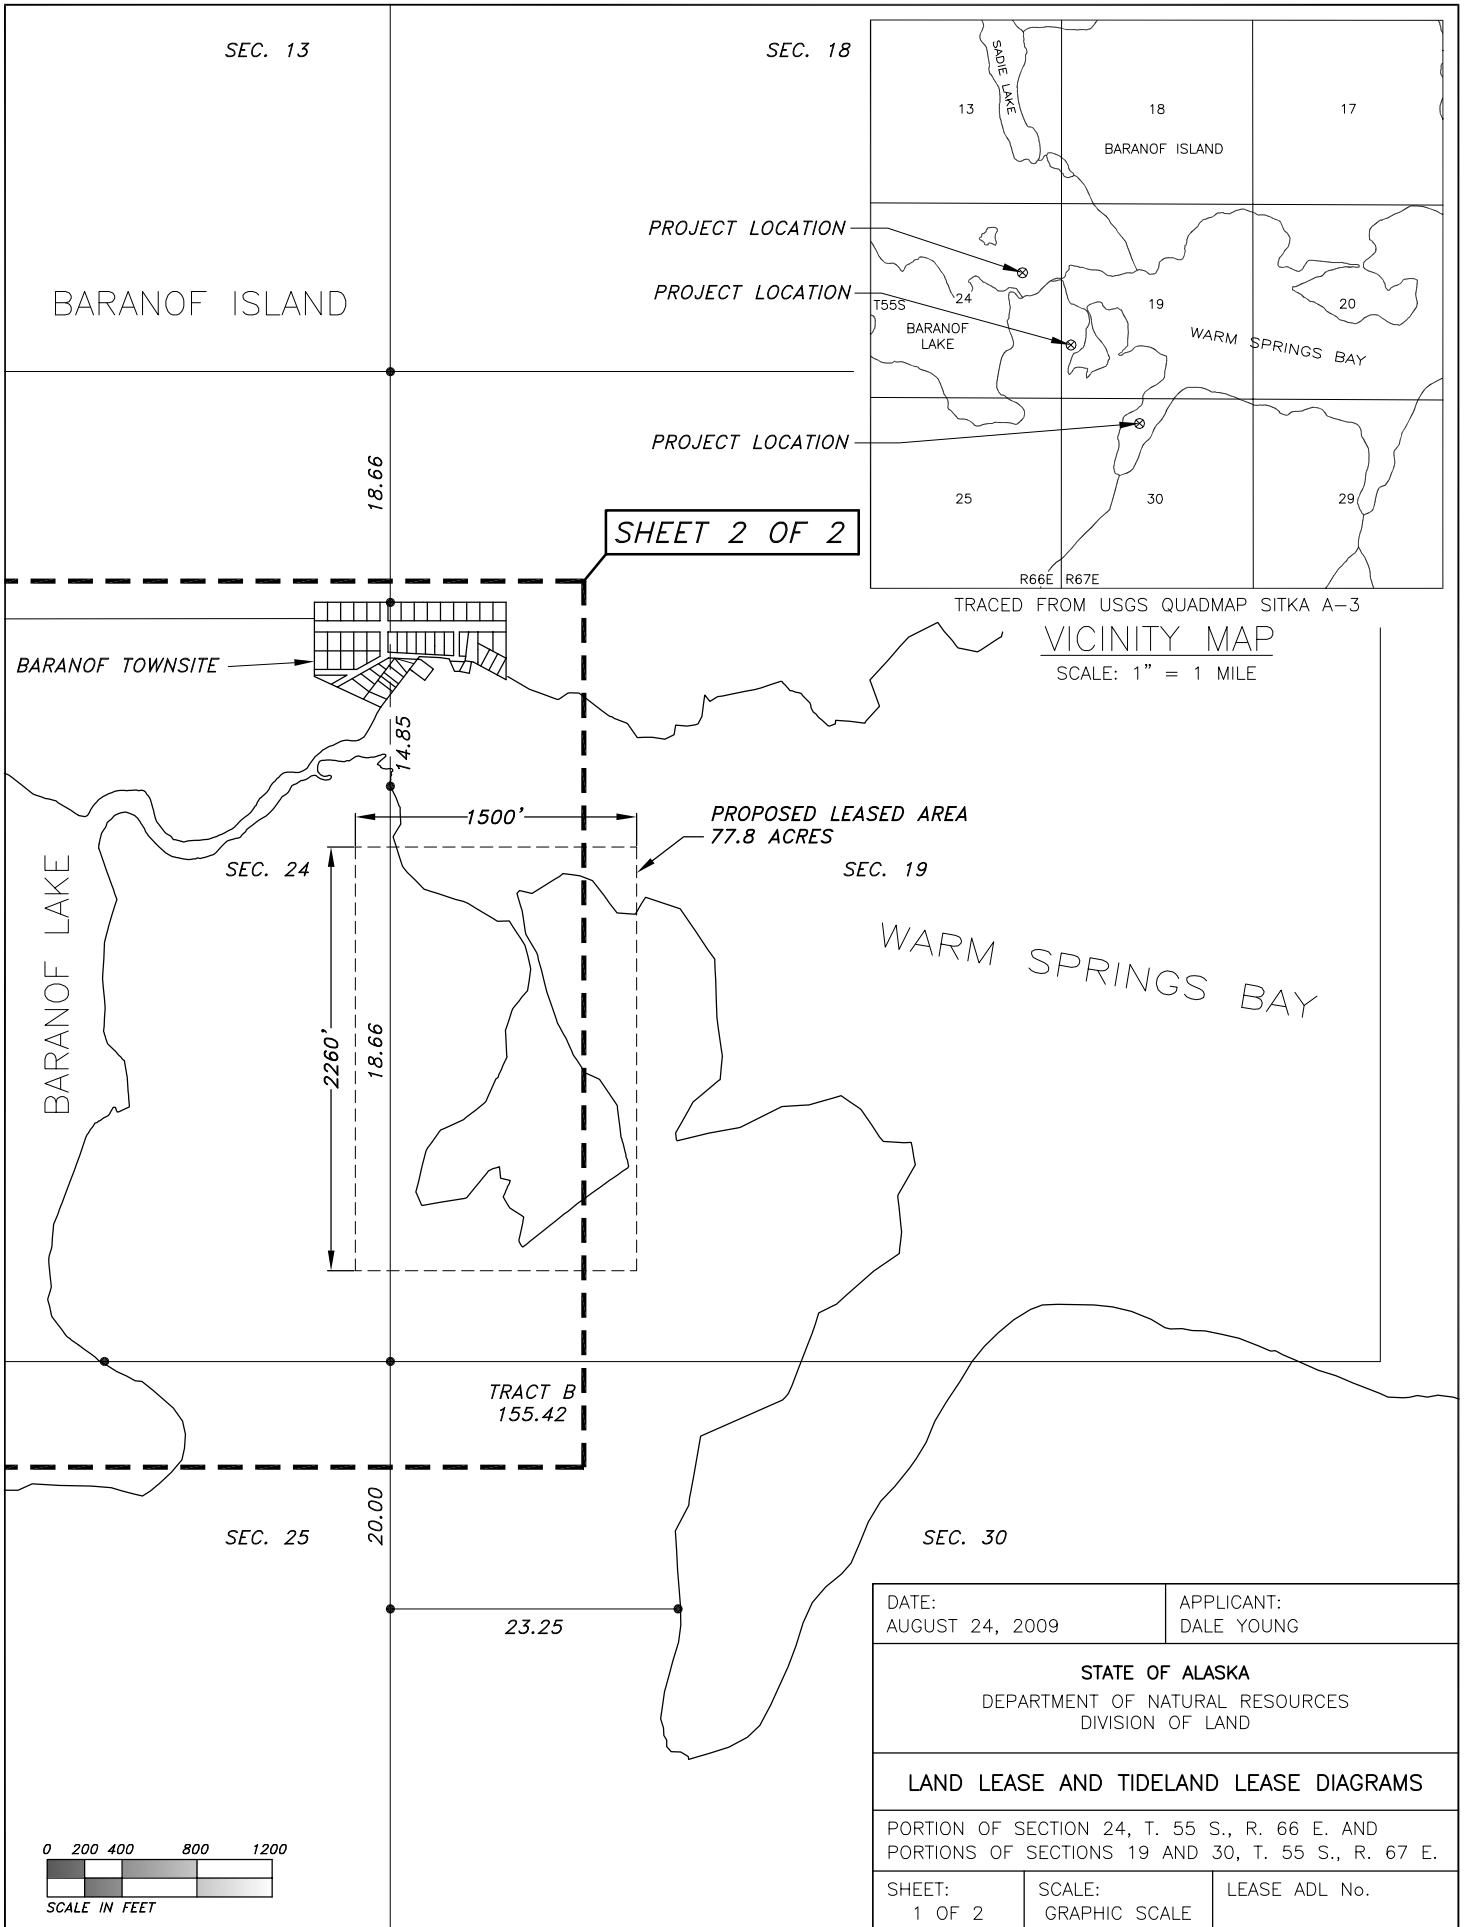 SEC. 13
SEC. 18
SADIE LAKE
13
18
17
BARANOF ISLAND
PROJECT LOCATION
PROJECT LOCATION
24
T55S
19
20
BARANOF
LAKE
WARM SPRINGS BAY
PROJECT LOCATION
25
30
29
R66E
R67E
TRACED FROM USGS QUADMAP SITKA A-3
VICINITY MAP
SCALE: 1" = 1 MILE
BARANOF ISLAND
18.66
SHEET 2 OF 2
BARANOF TOWNSITE
14.85
1500'
PROPOSED LEASED AREA
77.8 ACRES
SEC. 24
SEC. 19
BARANOF LAKE
WARM SPRINGS BAY
2260'
18.66
TRACT B
155.42
20.00
SEC. 25
SEC. 30
23.25
0 200 400 800 1200
SCALE IN FEET
DATE:
AUGUST 24, 2009
APPLICANT:
DALE YOUNG
STATE OF ALASKA
DEPARTMENT OF NATURAL RESOURCES
DIVISION OF LAND
LAND LEASE AND TIDELAND LEASE DIAGRAMS
PORTION OF SECTION 24, T. 55 S., R. 66 E. AND
PORTIONS OF SECTIONS 19 AND 30, T. 55 S., R. 67 E.
SHEET:
1 OF 2
SCALE:
GRAPHIC SCALE
LEASE ADL No.